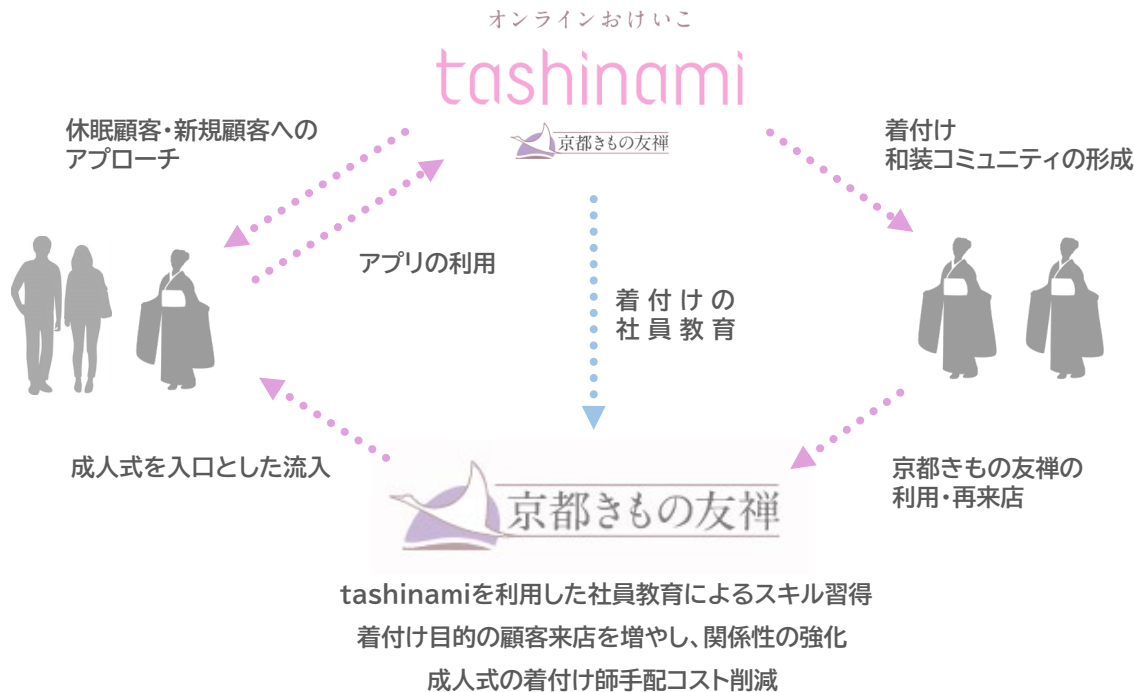 オンラインおけいこ
tashinami
京都きもの友禅
休眠顧客・新規顧客への
アプローチ
着付け
和装コミュニティの形成
アプリの利用
着付けの
社員教育
成人式を入口とした流入
京都きもの友禅の
利用・再来店
京都きもの友禅
tashinamiを利用した社員教育によるスキル習得
着付け目的の顧客来店を増やし、関係性の強化
成人式の着付け師手配コスト削減